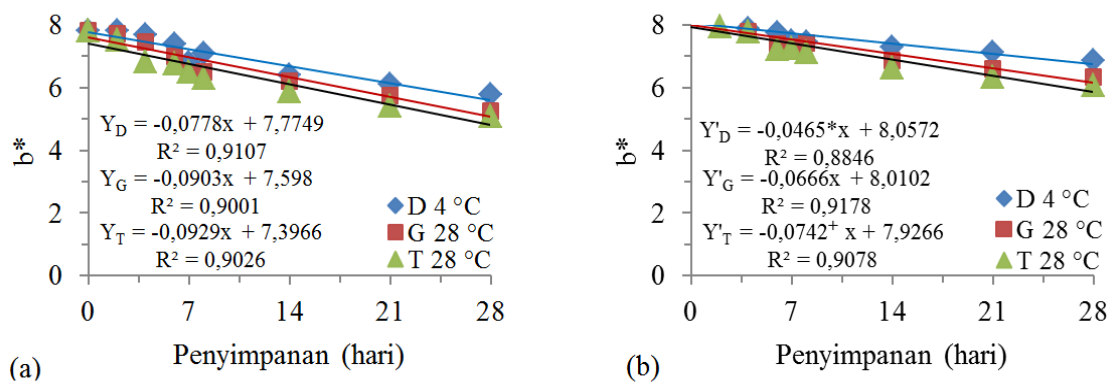 8
6
4
2
0
b*
Y_D = -0,0778x + 7,7749
R² = 0,9107
Y_G = -0,0903x + 7,598
R² = 0,9001
Y_T = -0,0929x + 7,3966
R² = 0,9026
D 4 °C
G 28 °C
T 28 °C
0 7 14 21 28
Penyimpanan (hari)
(a)
8
6
4
2
0
b*
Y'_D = -0,0465*x + 8,0572
R² = 0,8846
Y'_G = -0,0666x + 8,0102
R² = 0,9178
Y'_T = -0,0742⁺ x + 7,9266
R² = 0,9078
D 4 °C
G 28 °C
T 28 °C
0 7 14 21 28
Penyimpanan (hari)
(b)